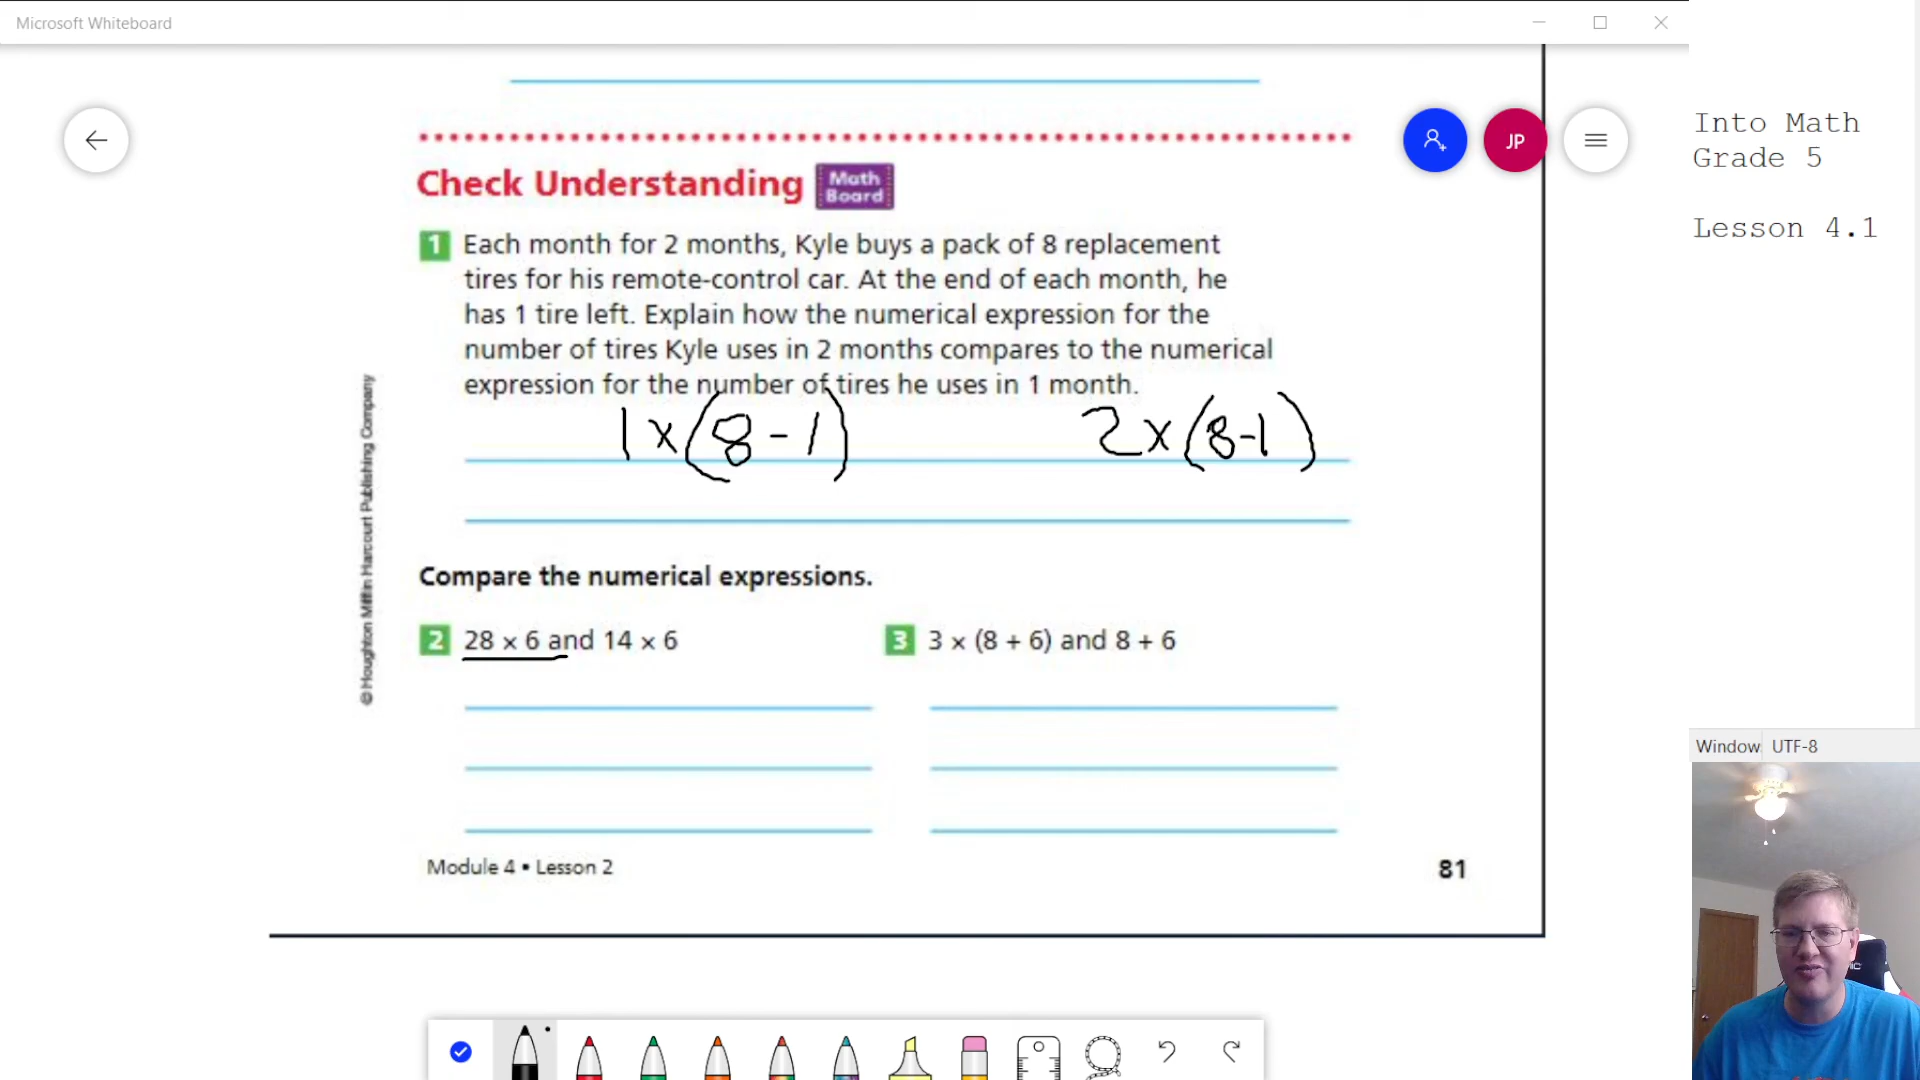 Microsoft Whiteboard
JP
Into Math
Grade 5
Lesson 4.1
Check Understanding Math Board
1 Each month for 2 months, Kyle buys a pack of 8 replacement
tires for his remote-control car. At the end of each month, he
has 1 tire left. Explain how the numerical expression for the
number of tires Kyle uses in 2 months compares to the numerical
expression for the number of tires he uses in 1 month.
1 x (8 - 1) 2 x (8-1)
© Houghton Mifflin Harcourt Publishing Company
Compare the numerical expressions.
2 28 × 6 and 14 × 6
3 3 × (8 + 6) and 8 + 6
Module 4 • Lesson 2
81
Window UTF-8